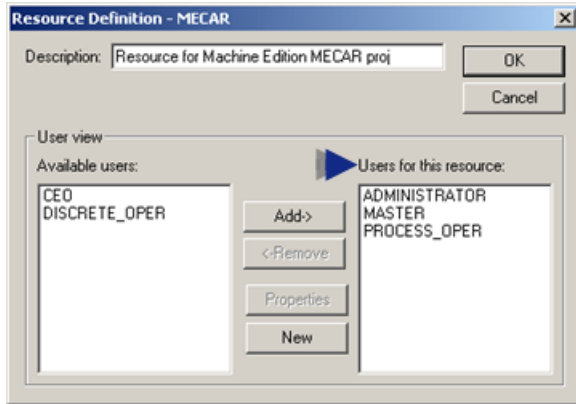 Resource Definition - MECAR
Description: Resource for Machine Edition MECAR proj
OK
Cancel
User view
Available users:
CEO
DISCRETE_OPER
Add->
<-Remove
Properties
New
Users for this resource:
ADMINISTRATOR
MASTER
PROCESS_OPER